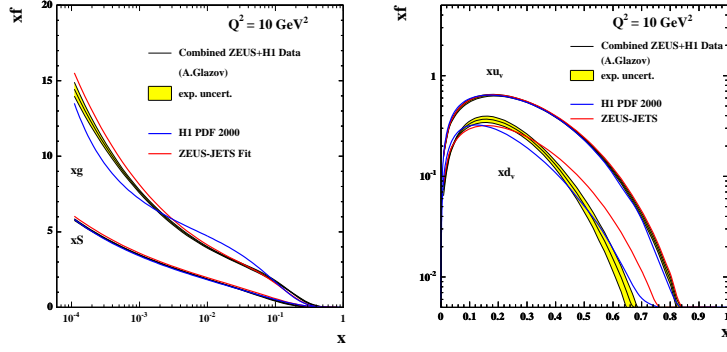 Q² = 10 GeV²
xf
20
15
10
5
0
Combined ZEUS+H1 Data
(A.Glazov)
exp. uncert.
H1 PDF 2000
ZEUS-JETS Fit
xg
xS
10⁻⁴
10⁻³
10⁻²
10⁻¹
1
x
Q² = 10 GeV²
xf
1
10⁻¹
10⁻²
xuᵥ
Combined ZEUS+H1 Data
(A.Glazov)
exp. uncert.
H1 PDF 2000
ZEUS-JETS
xdᵥ
0
0.1
0.2
0.3
0.4
0.5
0.6
0.7
0.8
0.9
1
x